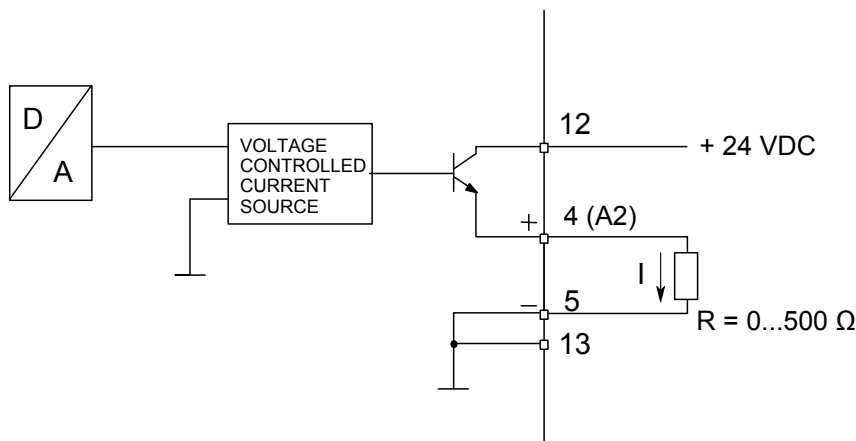 D
A
VOLTAGE
CONTROLLED
CURRENT
SOURCE
12
+ 24 VDC
+
4 (A2)
I
−
5
R = 0...500 Ω
13